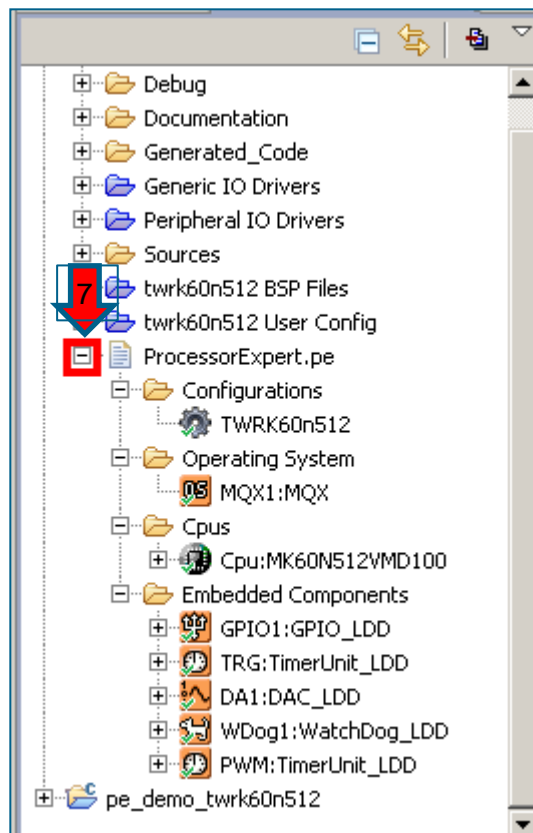 Debug
Documentation
Generated_Code
Generic IO Drivers
Peripheral IO Drivers
Sources
7
twrk60n512 BSP Files
twrk60n512 User Config
ProcessorExpert.pe
Configurations
TWRK60n512
Operating System
OS MQX1:MQX
Cpus
Cpu:MK60N512VMD100
Embedded Components
GPIO1:GPIO_LDD
TRG:TimerUnit_LDD
DA1:DAC_LDD
WDog1:WatchDog_LDD
PWM:TimerUnit_LDD
pe_demo_twrk60n512